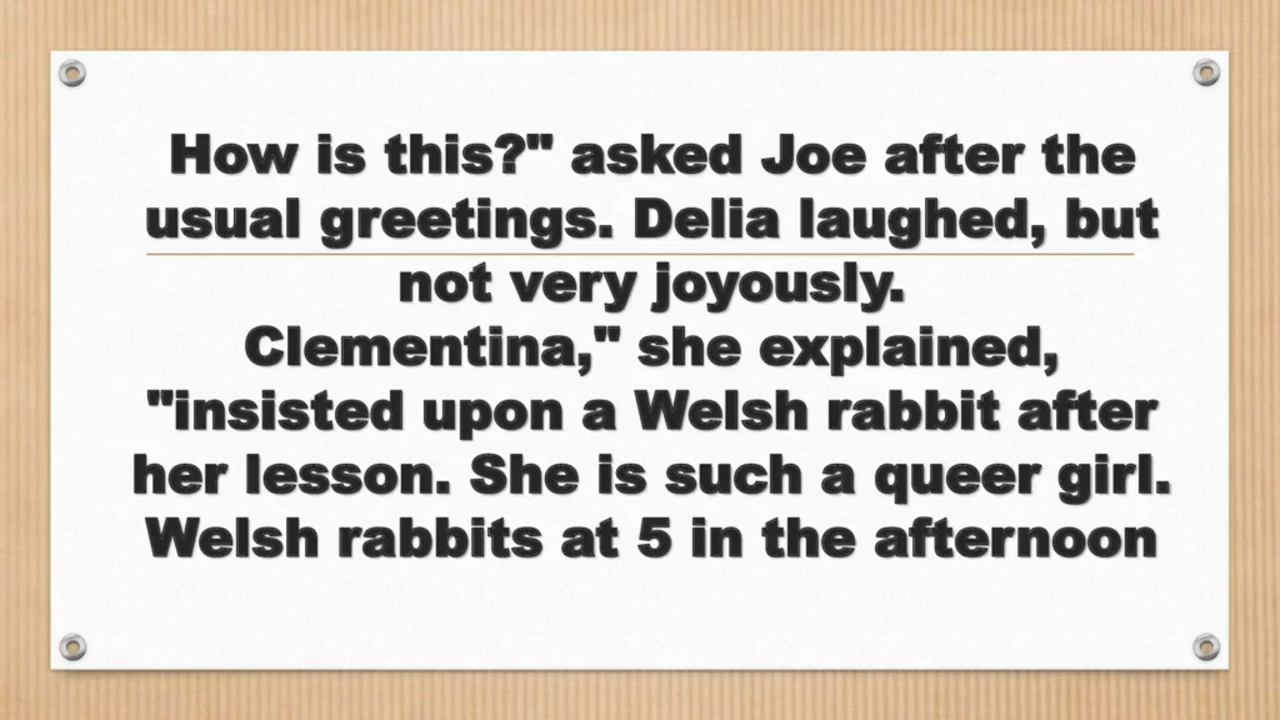 How is this?" asked Joe after the
usual greetings. Delia laughed, but
not very joyously.
Clementina," she explained,
"insisted upon a Welsh rabbit after
her lesson. She is such a queer girl.
Welsh rabbits at 5 in the afternoon